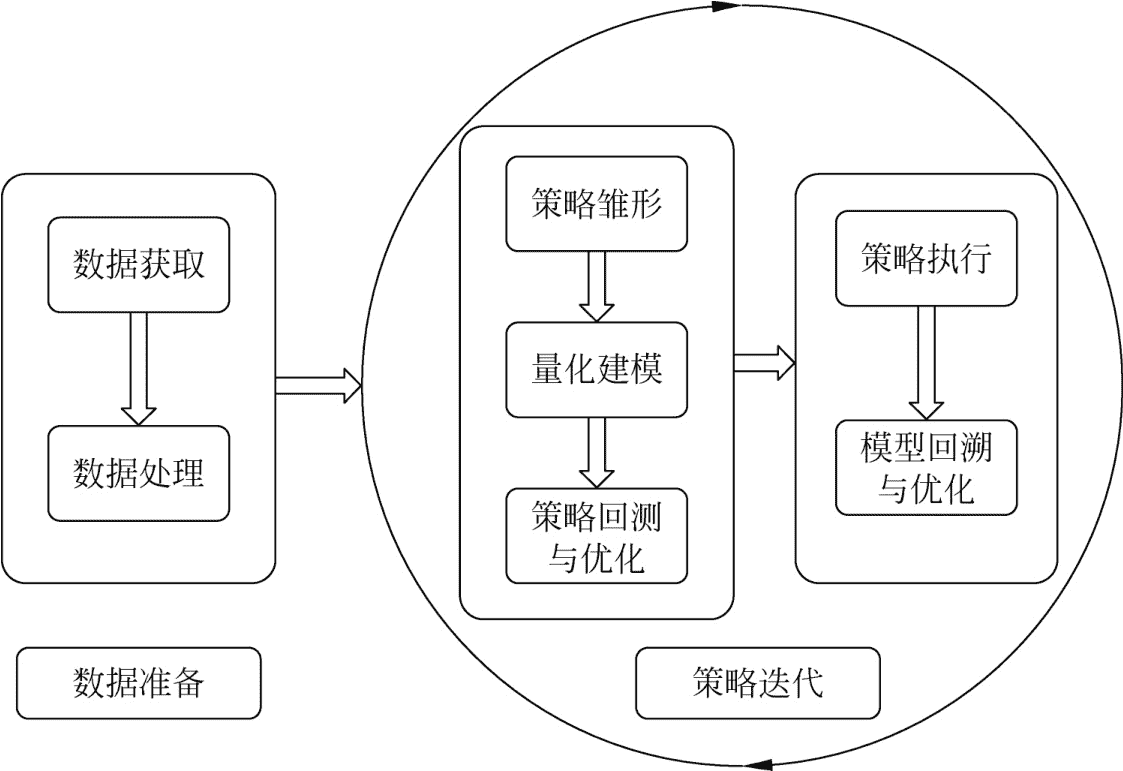 数据获取
数据处理
数据准备
策略雏形
量化建模
策略回测
与优化
策略执行
模型回溯
与优化
策略迭代